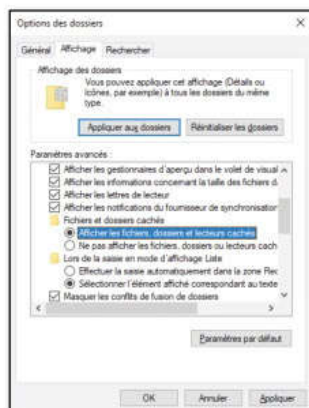 Options des dossiers
Général Affichage Rechercher
Affichage des dossiers
Vous pouvez appliquer cet affichage (Détails ou
Icônes, par exemple) à tous les dossiers du même
type.
Appliquer aux dossiers Réinitialiser les dossiers
Paramètres avancés :
Afficher les gestionnaires d'aperçu dans le volet de visual
Afficher les informations concernant la taille des fichiers d
Afficher les lettres de lecteur
Afficher les notifications du fournisseur de synchronisation
Fichiers et dossiers cachés
Afficher les fichiers, dossiers et lecteurs cachés
Ne pas afficher les fichiers, dossiers ou lecteurs cach
Lors de la saisie en mode d'affichage Liste
Effectuer la saisie automatiquement dans la zone Rec
Sélectionner l'élément affiché correspondant au texte
Masquer les conflits de fusion de dossiers
Paramètres par défaut
OK Annuler Appliquer